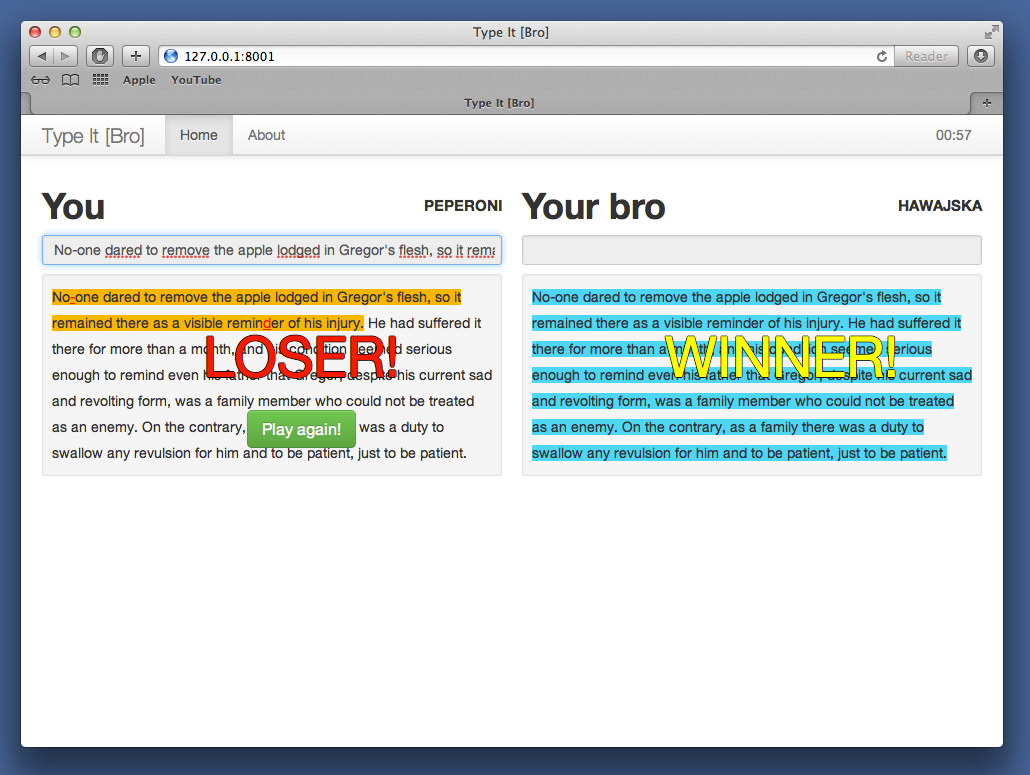 Type It [Bro]
127.0.0.1:8001
Reader
Apple YouTube
Type It [Bro]
Type It [Bro] Home About 00:57
You PEPERONI
No-one dared to remove the apple lodged in Gregor's flesh, so it rema
No-one dared to remove the apple lodged in Gregor's flesh, so it
remained there as a visible reminder of his injury. He had suffered it
there for more than a month, and his condition seemed serious
enough to remind even his father that Gregor, despite his current sad
and revolting form, was a family member who could not be treated
as an enemy. On the contrary, was a duty to
swallow any revulsion for him and to be patient, just to be patient.
LOSER!
Play again!
Your bro HAWAJSKA
No-one dared to remove the apple lodged in Gregor's flesh, so it
remained there as a visible reminder of his injury. He had suffered it
there for more than a month, and his condition seemed serious
enough to remind even his father that Gregor, despite his current sad
and revolting form, was a family member who could not be treated
as an enemy. On the contrary, as a family there was a duty to
swallow any revulsion for him and to be patient, just to be patient.
WINNER!